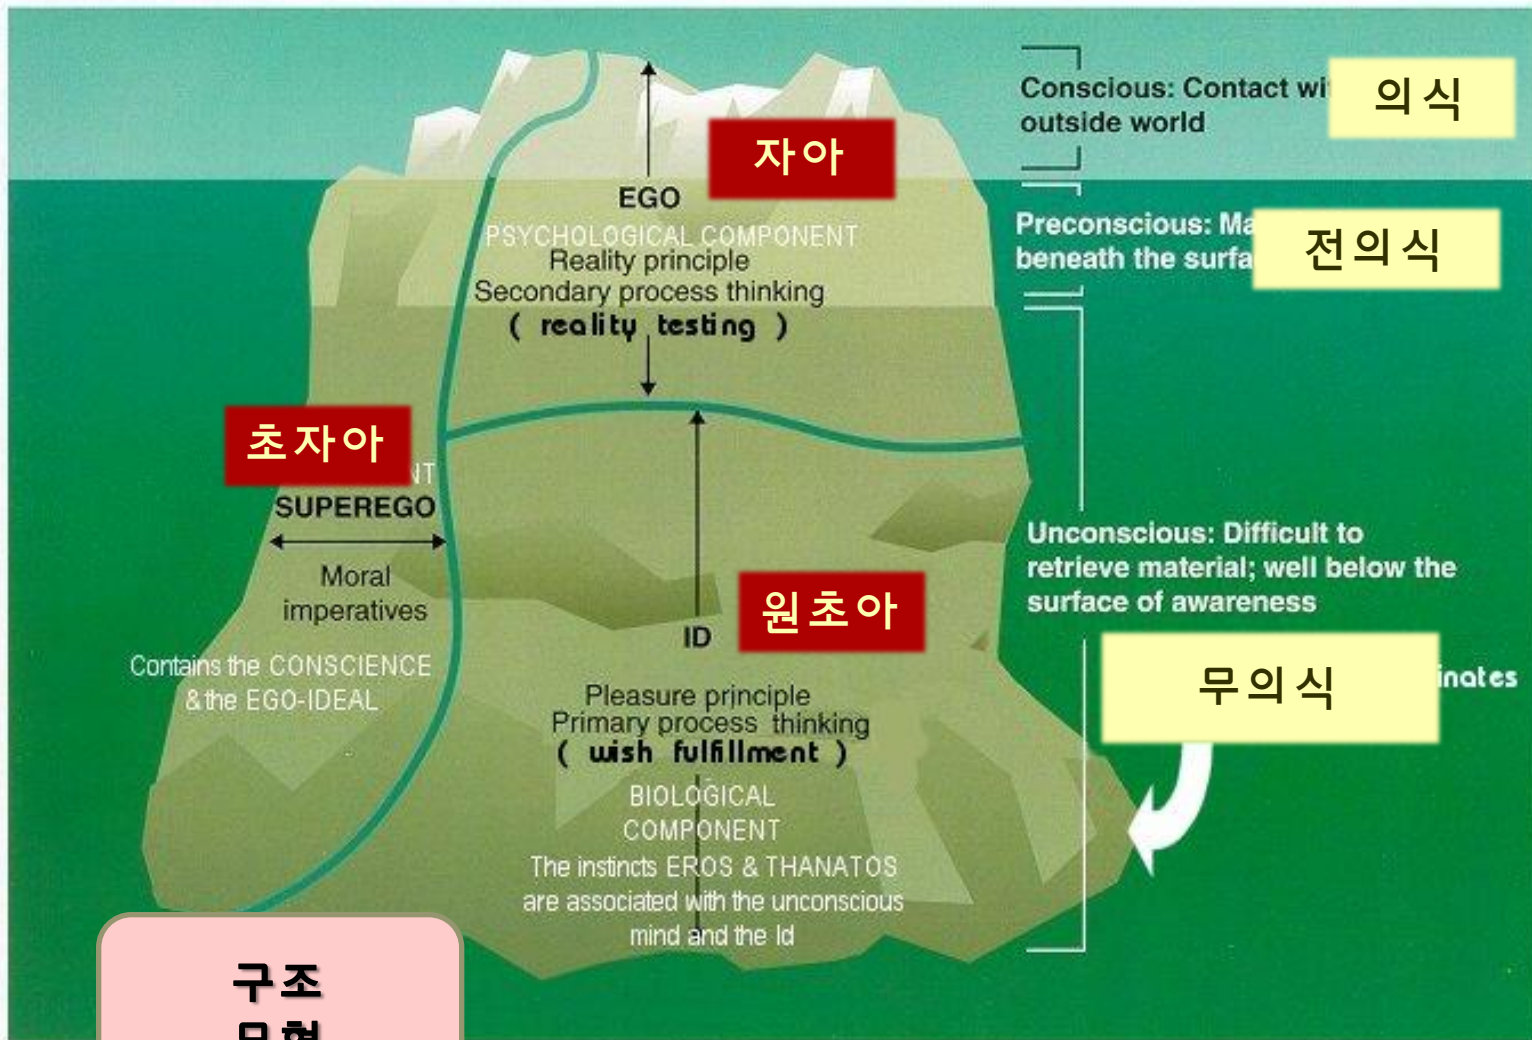 Conscious: Contact
outside world
의식
자아
EGO
PSYCHOLOGICAL COMPONENT
Reality principle
Secondary process thinking
( reality testing )
Preconscious:
beneath the
전의식
초자아
SUPEREGO
Moral
imperatives
Contains the CONSCIENCE
& the EGO-IDEAL
원초아
ID
Pleasure principle
Primary process thinking
( wish fulfillment )
BIOLOGICAL
COMPONENT
The instincts EROS & THANATOS
are associated with the unconscious
mind and the Id
Unconscious: Difficult to
retrieve material; well below the
surface of awareness
무의식
구조